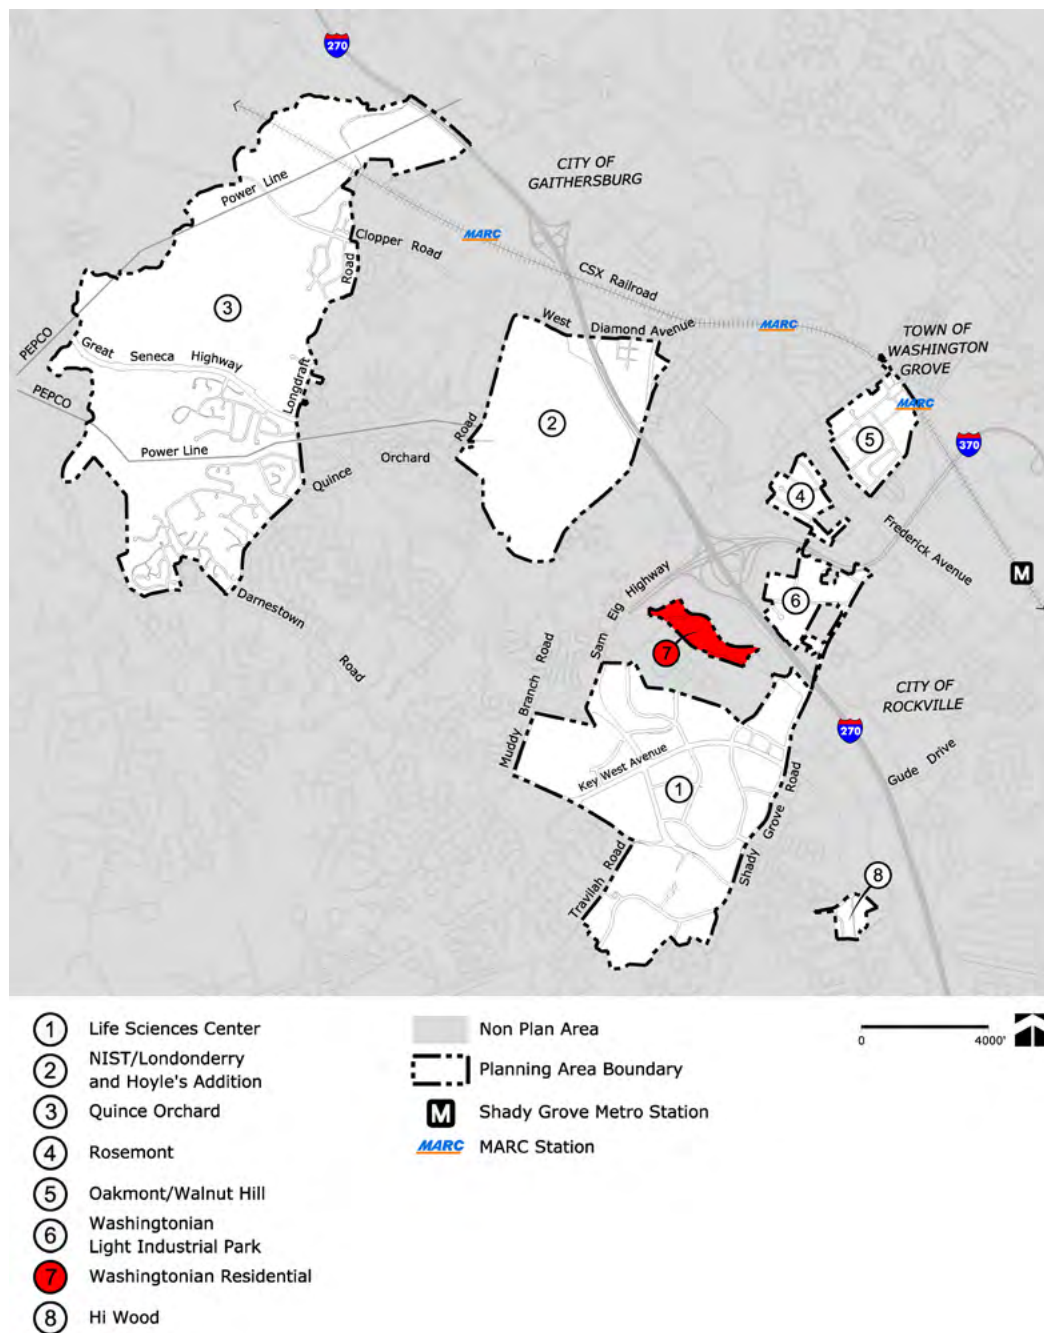 270
CITY OF
GAITHERSBURG
Power Line
Clopper Road
MARC
Road
CSX Railroad
3
West Diamond Avenue
MARC
TOWN OF
WASHINGTON
GROVE
PEPCO
Great Seneca Highway
Longdraft
PEPCO
MARC
2
5
370
Road
Power Line
Quince Orchard
4
Frederick Avenue
M
Sam Eig Highway
6
Darnestown Road
7
Muddy Branch Road
CITY OF
ROCKVILLE
270
Gude Drive
Key West Avenue
1
Shady Grove Road
Travilah Road
8
1 Life Sciences Center
2 NIST/Londonderry
and Hoyle's Addition
3 Quince Orchard
4 Rosemont
5 Oakmont/Walnut Hill
6 Washingtonian
Light Industrial Park
7 Washingtonian Residential
8 Hi Wood
Non Plan Area
Planning Area Boundary
M Shady Grove Metro Station
MARC MARC Station
0 4000'